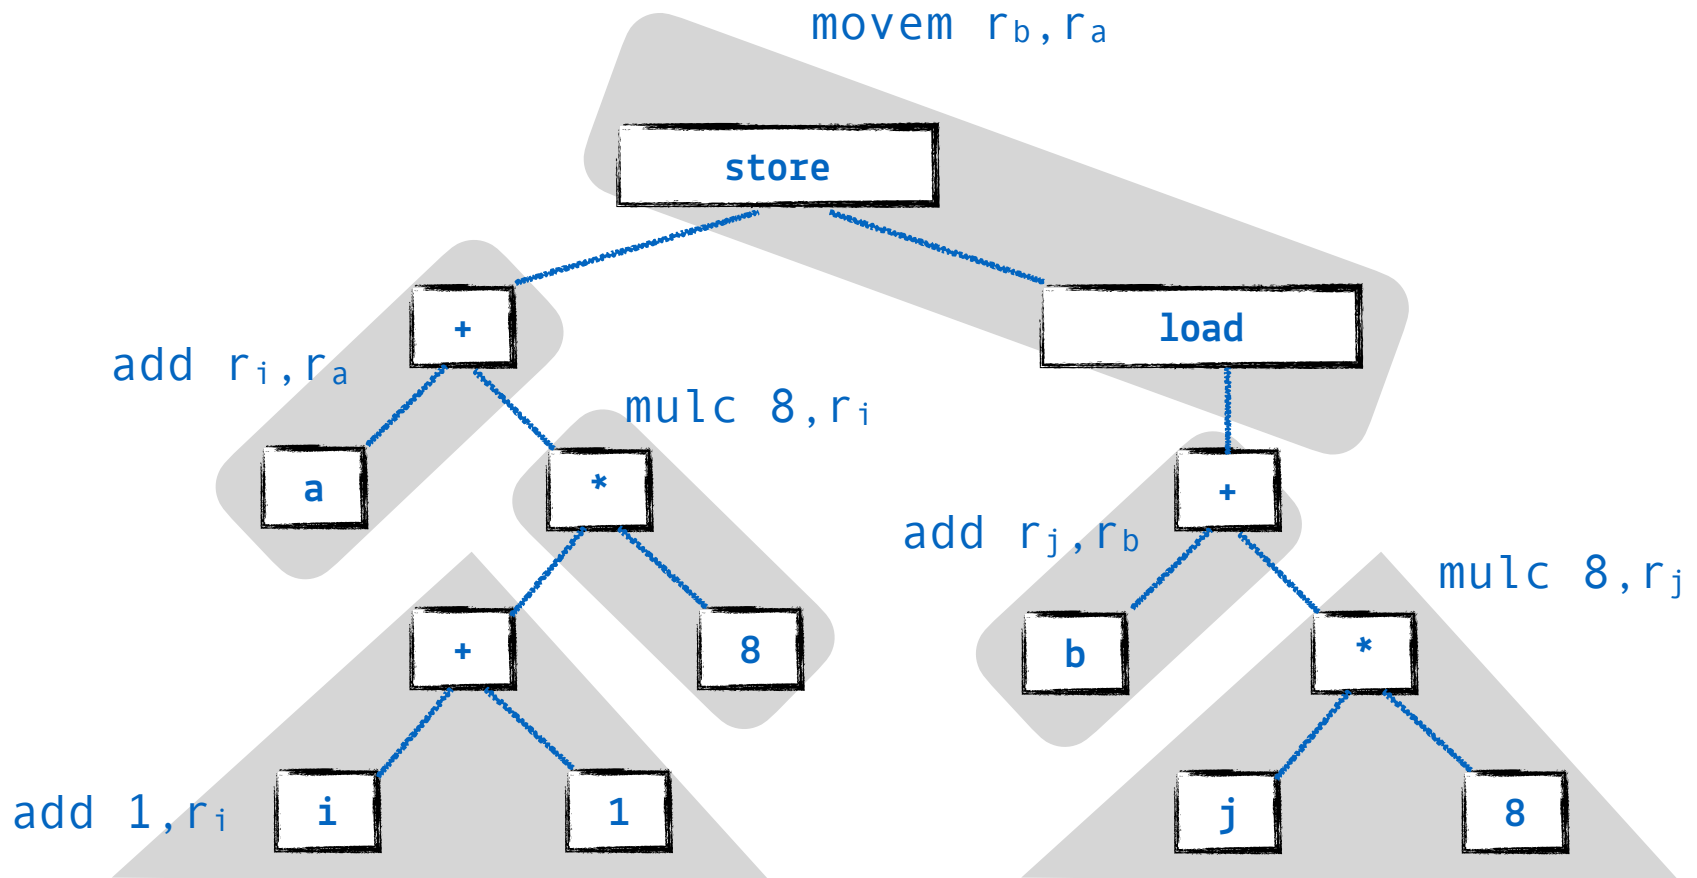 movem rb,ra
store
+
load
add ri,ra
mulc 8,ri
a
*
+
add rj,rb
mulc 8,rj
+
8
b
*
add 1,ri
i
1
j
8